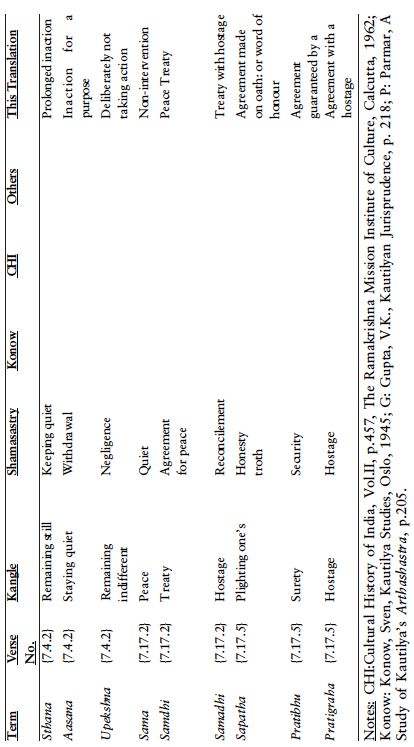 Term Verse No. Kangle Shamasastry Konow CHI Others This Translation
Sthana {7.4.2} Remaining still Keeping quiet Prolonged inaction
Aasana {7.4.2} Staying quiet Withdrawal Inaction for a purpose
Upekshna {7.4.2} Remaining indifferent Negligence Deliberately not taking action
Sama {7.17.2} Peace Quiet Non-intervention
Samdhi {7.17.2} Treaty Agreement for peace Peace Treaty
Samadhi {7.17.2} Hostage Reconcilement Treaty with hostage
Sapatha {7.17.5} Plighting one's Honesty troth Agreement made on oath: or word of honour
Pratibhu {7.17.5} Surety Security Agreement guaranteed by a
Pratigraha {7.17.5} Hostage Hostage Agreement with a hostage
Notes: CHI:Cultural History of India, Vol.II, p.457, The Ramakrishna Mission Institute of Culture, Calcutta, 1962;
Konow: Konow, Sven, Kautilya Studies, Oslo, 1945; G: Gupta, V.K., Kautilyan Jurisprudence, p. 218; P: Parmar, A
Study of Kautilya's Arthashastra, p.205.